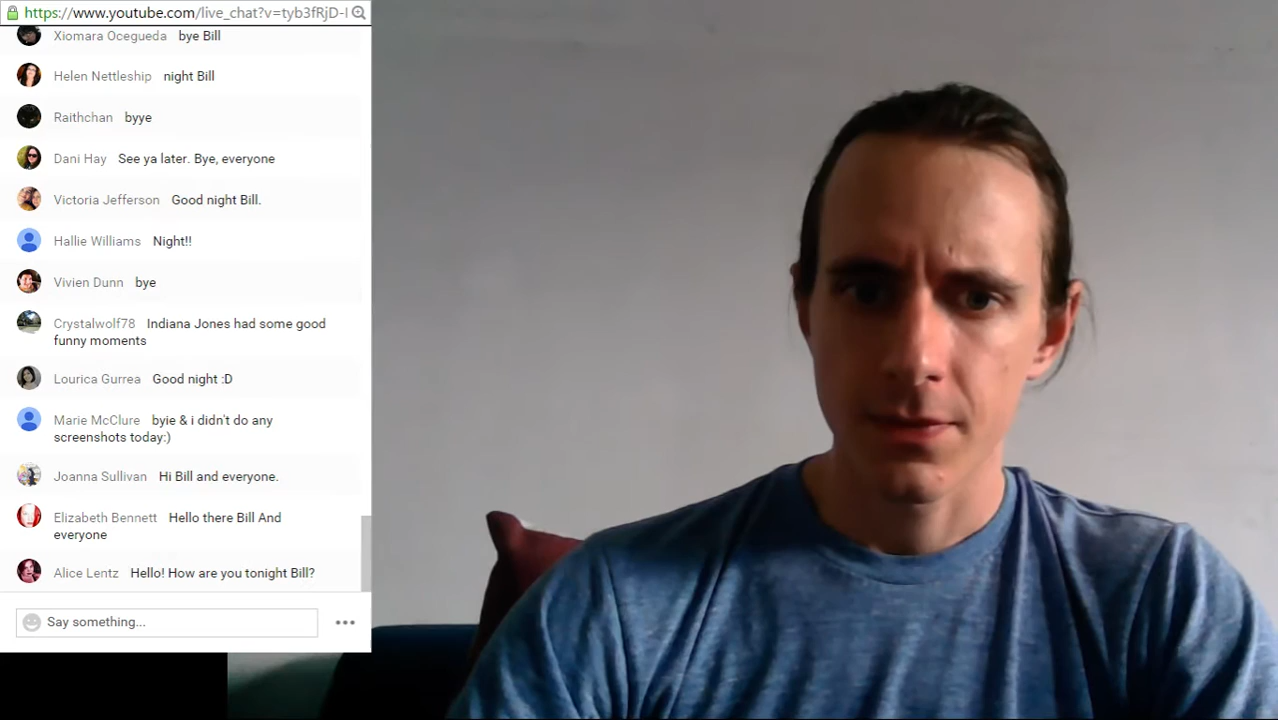 https://www.youtube.com/live_chat?v=tyb3fRjD-I
Xiomara Ocegueda bye Bill
Helen Nettleship night Bill
Raithchan byye
Dani Hay See ya later. Bye, everyone
Victoria Jefferson Good night Bill.
Hallie Williams Night!!
Vivien Dunn bye
Crystalwolf78 Indiana Jones had some good
funny moments
Lourica Gurrea Good night :D
Marie McClure byie & i didn't do any
screenshots today:)
Joanna Sullivan Hi Bill and everyone.
Elizabeth Bennett Hello there Bill And
everyone
Alice Lentz Hello! How are you tonight Bill?
Say something...